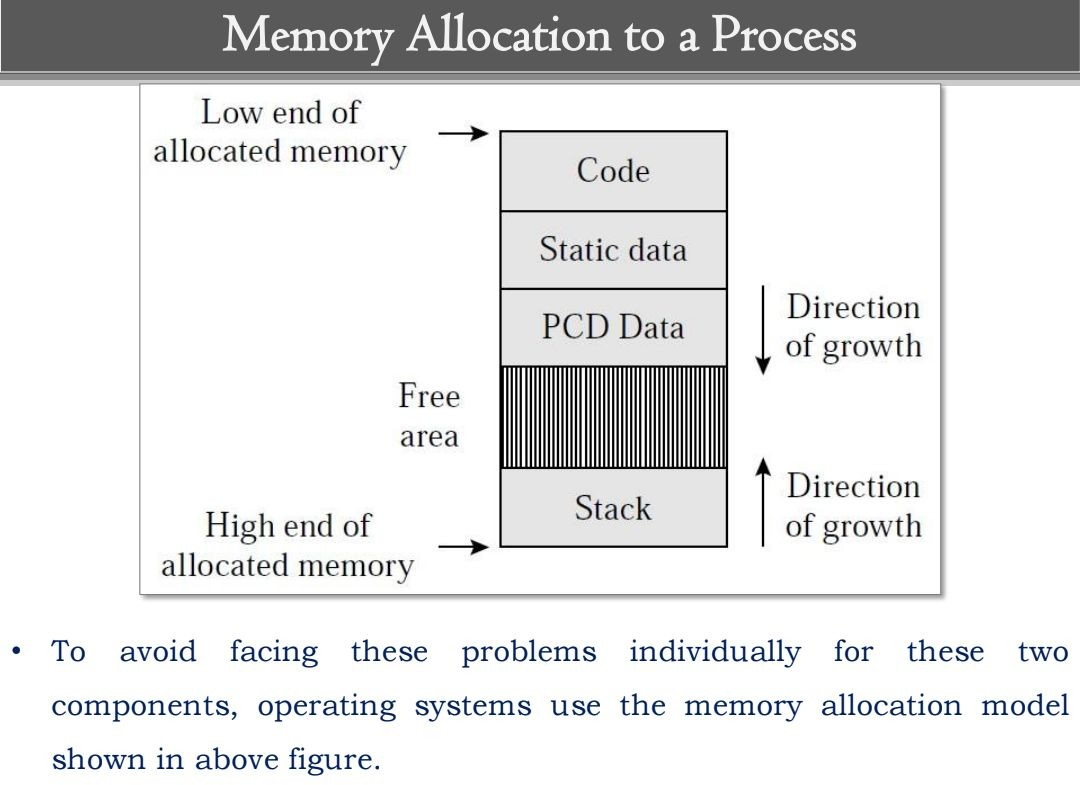 Memory Allocation to a Process
Low end of
allocated memory
Code
Static data
PCD Data
Direction
of growth
Free
area
Stack
Direction
of growth
High end of
allocated memory
• To avoid facing these problems individually for these two
components, operating systems use the memory allocation model
shown in above figure.